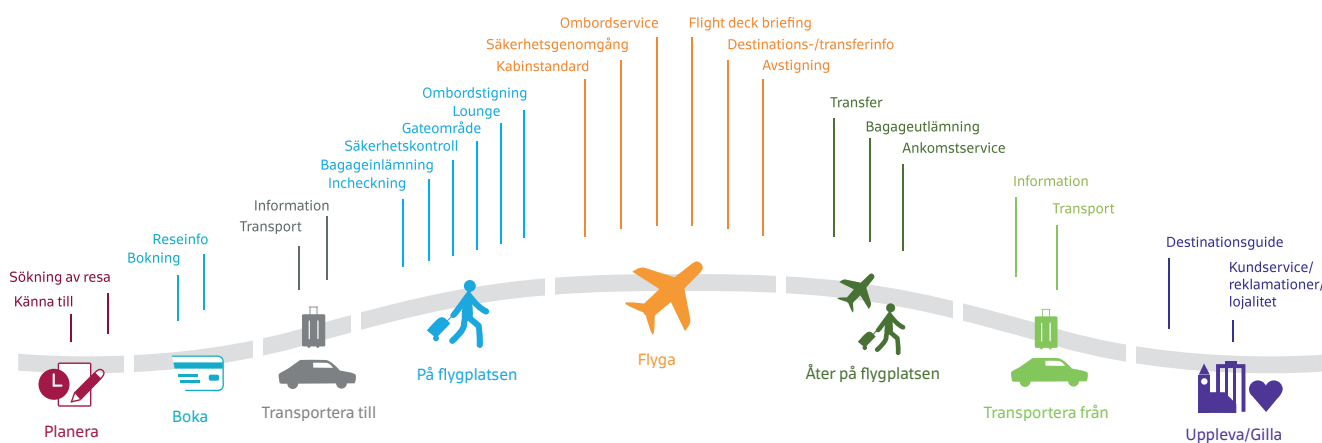 Sökning av resa
Känna till
Planera
Reseinfo
Bokning
Boka
Information
Transport
Transportera till
Ombordstigning
Lounge
Gateområde
Säkerhetskontroll
Bagageinlämning
Incheckning
På flygplatsen
Ombordservice
Säkerhetsgenomgång
Kabinstandard
Flight deck briefing
Destinations-/transferinfo
Avstigning
Flyga
Transfer
Bagageutlämning
Ankomstservice
Åter på flygplatsen
Information
Transport
Transportera från
Destinationsguide
Kundservice/
reklamationer/
lojalitet
Uppleva/Gilla